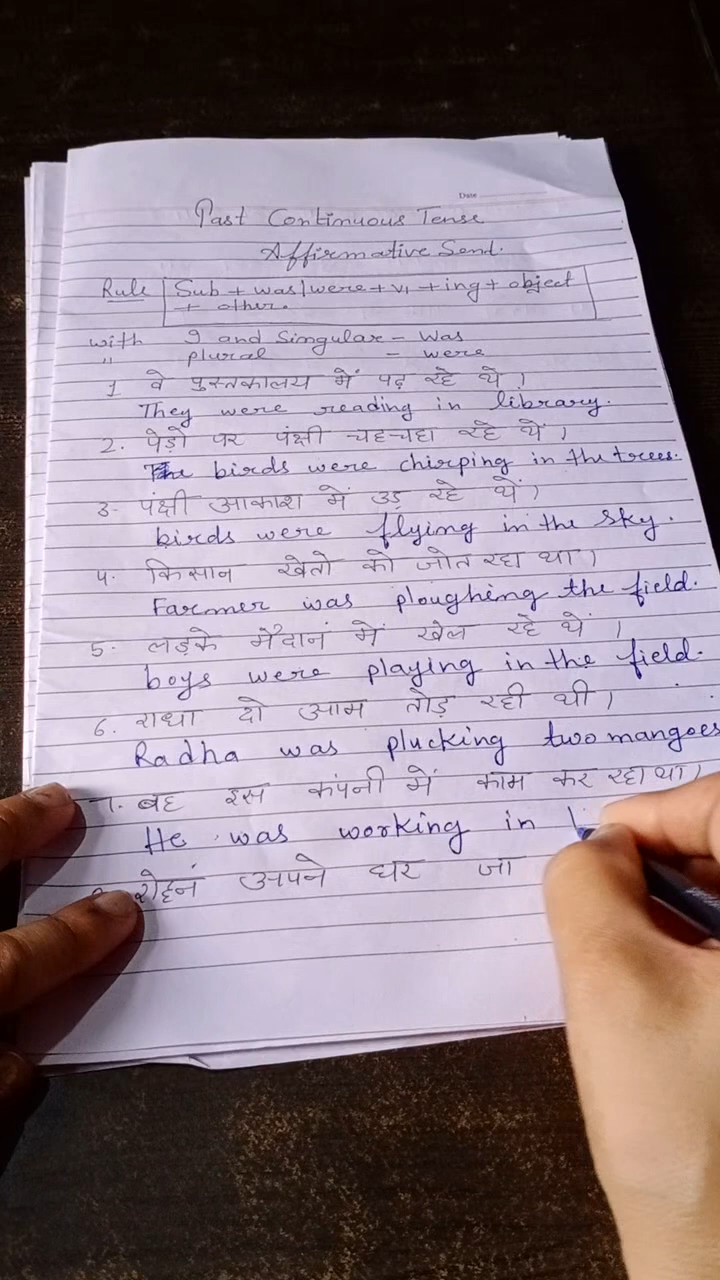 Date
Past Continuous Tense
Affirmative Sent.
Rule Sub + was/were + v1 + ing + object
+ other.
with I and Singular - Was
" plural - were
1 वे पुस्तकालय में पढ़ रहे थे।
They were reading in library.
2. पेड़ो पर पंक्षी चहचहा रहे थें।
The birds were chirping in the trees.
3. पंक्षी आकाश में उड़ रहे थें।
birds were flying in the sky.
4. किसान खेतो को जोत रहा था।
Farmer was ploughing the field.
5. लड़के मैदानं में खेल रहे थें ।
boys were playing in the field.
6. राधा दो आम तोड़ रही थी।
Radha was plucking two mangoes
7. वह इस कंपनी में काम कर रहा था।
He was working in
रोहनं अपने घर जा